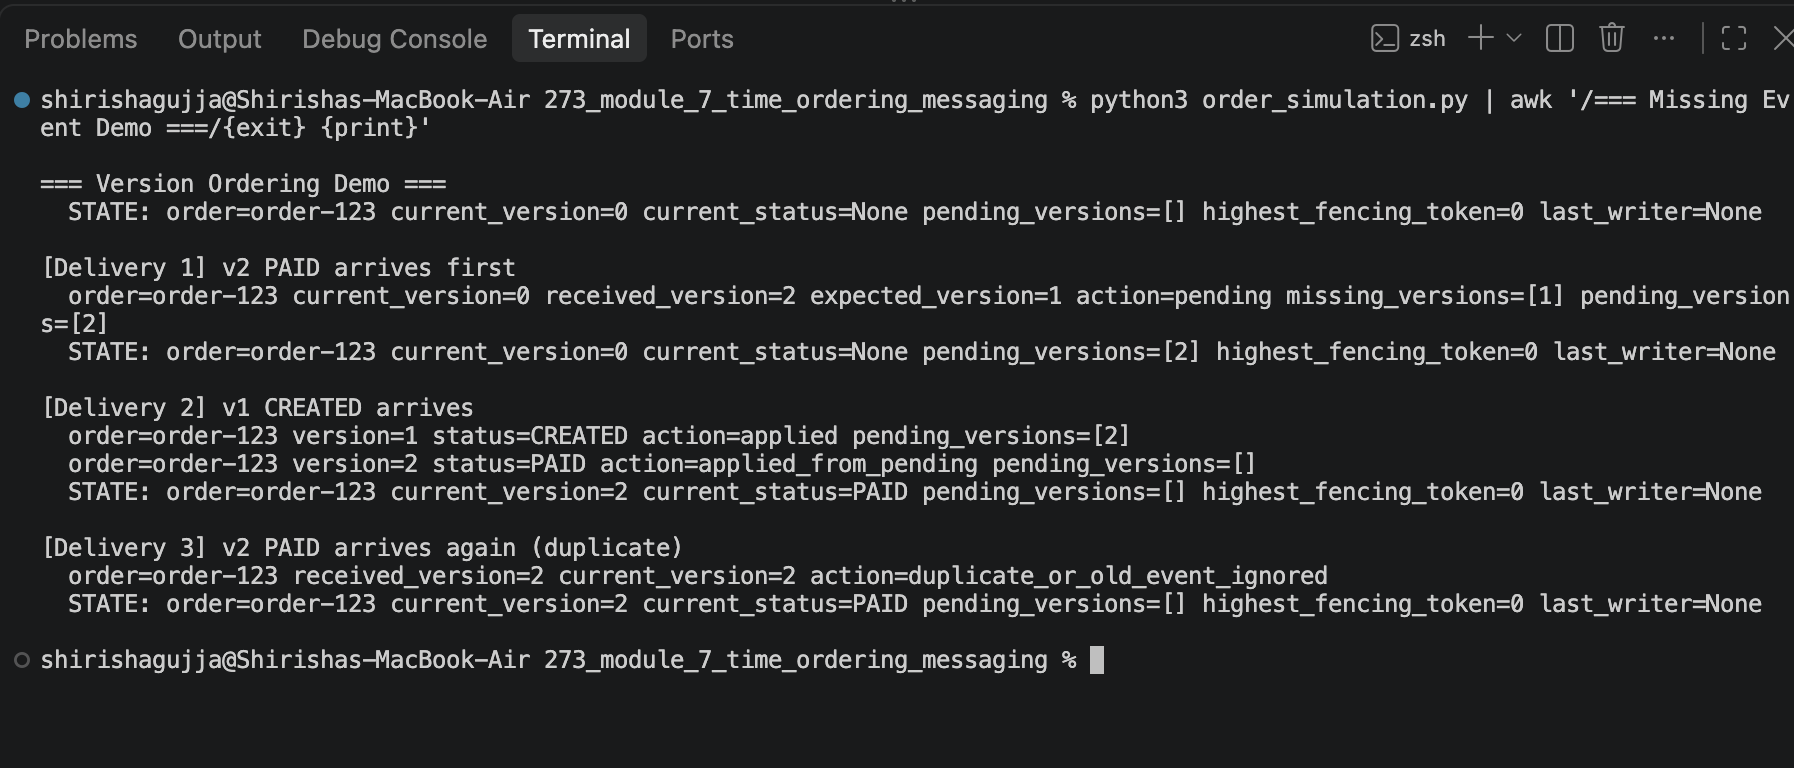 Problems Output Debug Console Terminal Ports zsh
shirishagujja@Shirishas-MacBook-Air 273_module_7_time_ordering_messaging % python3 order_simulation.py | awk '/=== Missing Ev
ent Demo ===/{exit} {print}'
=== Version Ordering Demo ===
STATE: order=order-123 current_version=0 current_status=None pending_versions=[] highest_fencing_token=0 last_writer=None
[Delivery 1] v2 PAID arrives first
order=order-123 current_version=0 received_version=2 expected_version=1 action=pending missing_versions=[1] pending_version
s=[2]
STATE: order=order-123 current_version=0 current_status=None pending_versions=[2] highest_fencing_token=0 last_writer=None
[Delivery 2] v1 CREATED arrives
order=order-123 version=1 status=CREATED action=applied pending_versions=[2]
order=order-123 version=2 status=PAID action=applied_from_pending pending_versions=[]
STATE: order=order-123 current_version=2 current_status=PAID pending_versions=[] highest_fencing_token=0 last_writer=None
[Delivery 3] v2 PAID arrives again (duplicate)
order=order-123 received_version=2 current_version=2 action=duplicate_or_old_event_ignored
STATE: order=order-123 current_version=2 current_status=PAID pending_versions=[] highest_fencing_token=0 last_writer=None
shirishagujja@Shirishas-MacBook-Air 273_module_7_time_ordering_messaging %